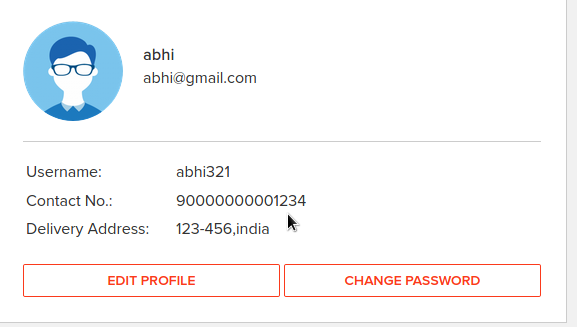 abhi
abhi@gmail.com
Username: abhi321
Contact No.: 90000000001234
Delivery Address: 123-456,india
EDIT PROFILE CHANGE PASSWORD